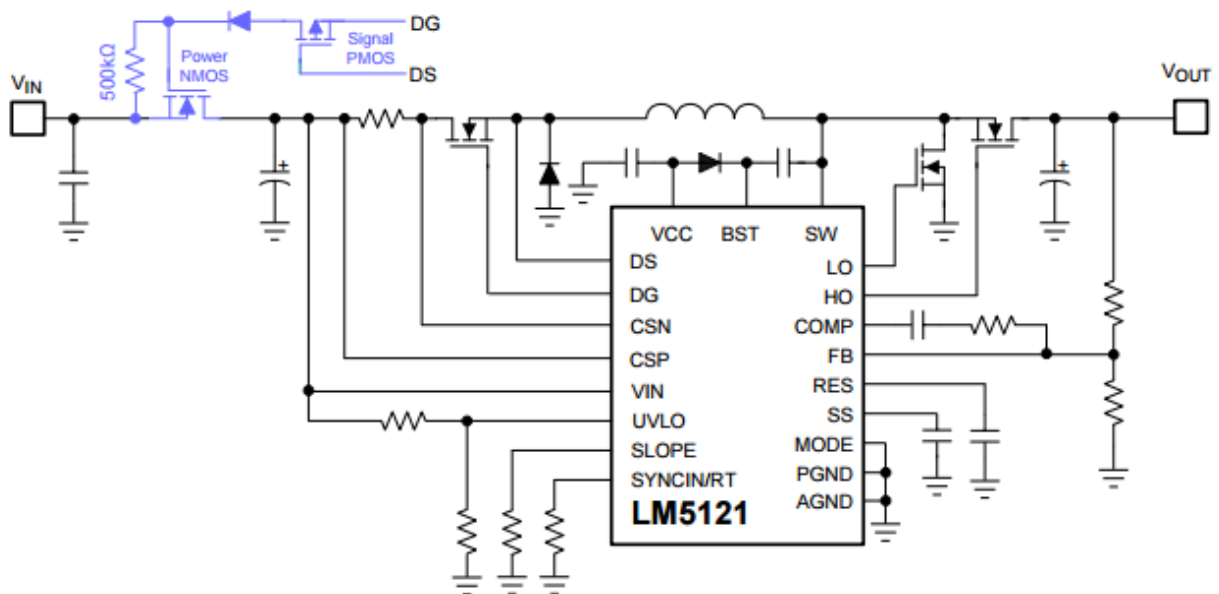 DG
Signal
PMOS
DS
500kΩ
Power
NMOS
VIN
VOUT
+
+
VCC BST SW
DS
DG
CSN
CSP
VIN
UVLO
SLOPE
SYNCIN/RT
LO
HO
COMP
FB
RES
SS
MODE
PGND
AGND
LM5121